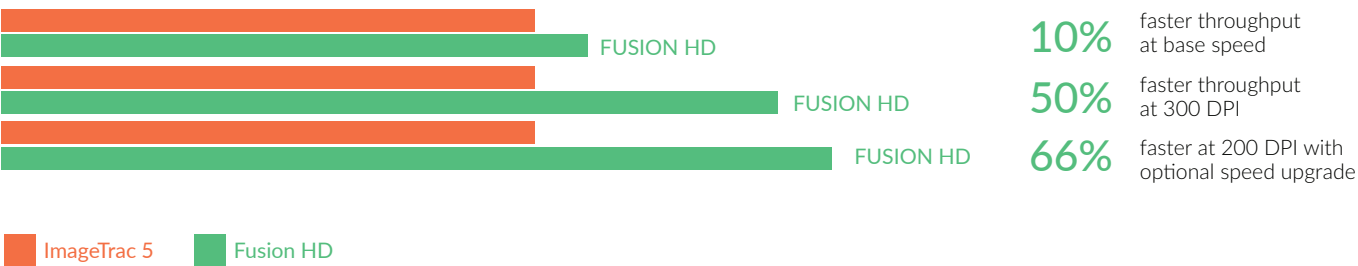 FUSION HD
10%
faster throughput
at base speed
FUSION HD
50%
faster throughput
at 300 DPI
FUSION HD
66%
faster at 200 DPI with
optional speed upgrade
ImageTrac 5
Fusion HD